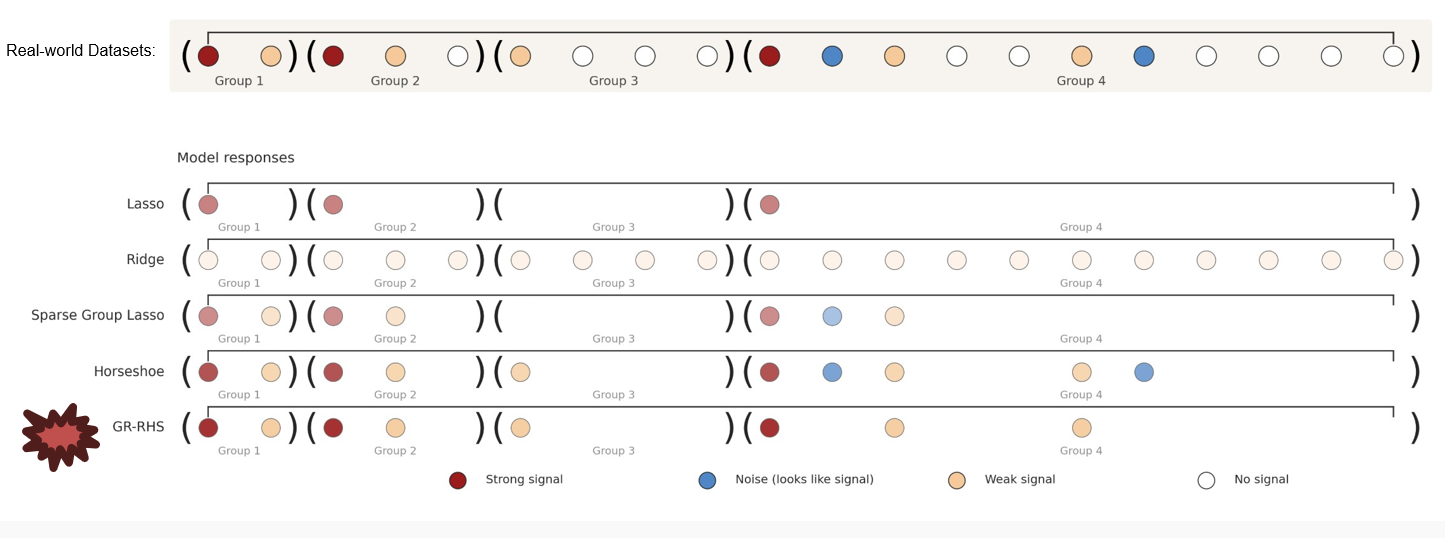 Real-world Datasets:
Group 1 Group 2 Group 3 Group 4
Model responses
Lasso
Group 1 Group 2 Group 3 Group 4
Ridge
Group 1 Group 2 Group 3 Group 4
Sparse Group Lasso
Group 1 Group 2 Group 3 Group 4
Horseshoe
Group 1 Group 2 Group 3 Group 4
GR-RHS
Group 1 Group 2 Group 3 Group 4
Strong signal Noise (looks like signal) Weak signal No signal